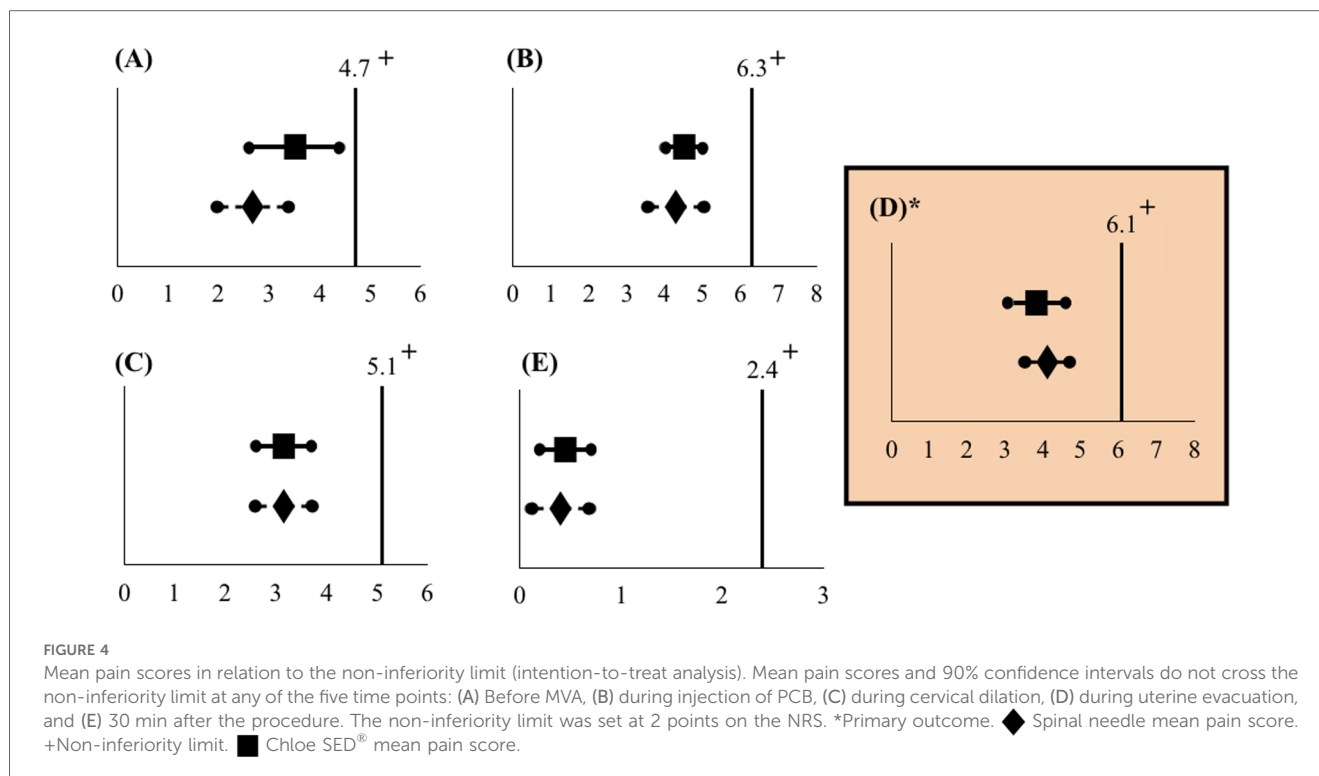 (A)
4.7 +
0 1 2 3 4 5 6
(B)
6.3 +
0 1 2 3 4 5 6 7 8
(C)
5.1 +
0 1 2 3 4 5 6
(E)
2.4 +
0 1 2 3
(D)*
6.1 +
0 1 2 3 4 5 6 7 8
FIGURE 4
Mean pain scores in relation to the non-inferiority limit (intention-to-treat analysis). Mean pain scores and 90% confidence intervals do not cross the
non-inferiority limit at any of the five time points: (A) Before MVA, (B) during injection of PCB, (C) during cervical dilation, (D) during uterine evacuation,
and (E) 30 min after the procedure. The non-inferiority limit was set at 2 points on the NRS. *Primary outcome. ◆ Spinal needle mean pain score.
+Non-inferiority limit. ■ Chloe SED® mean pain score.